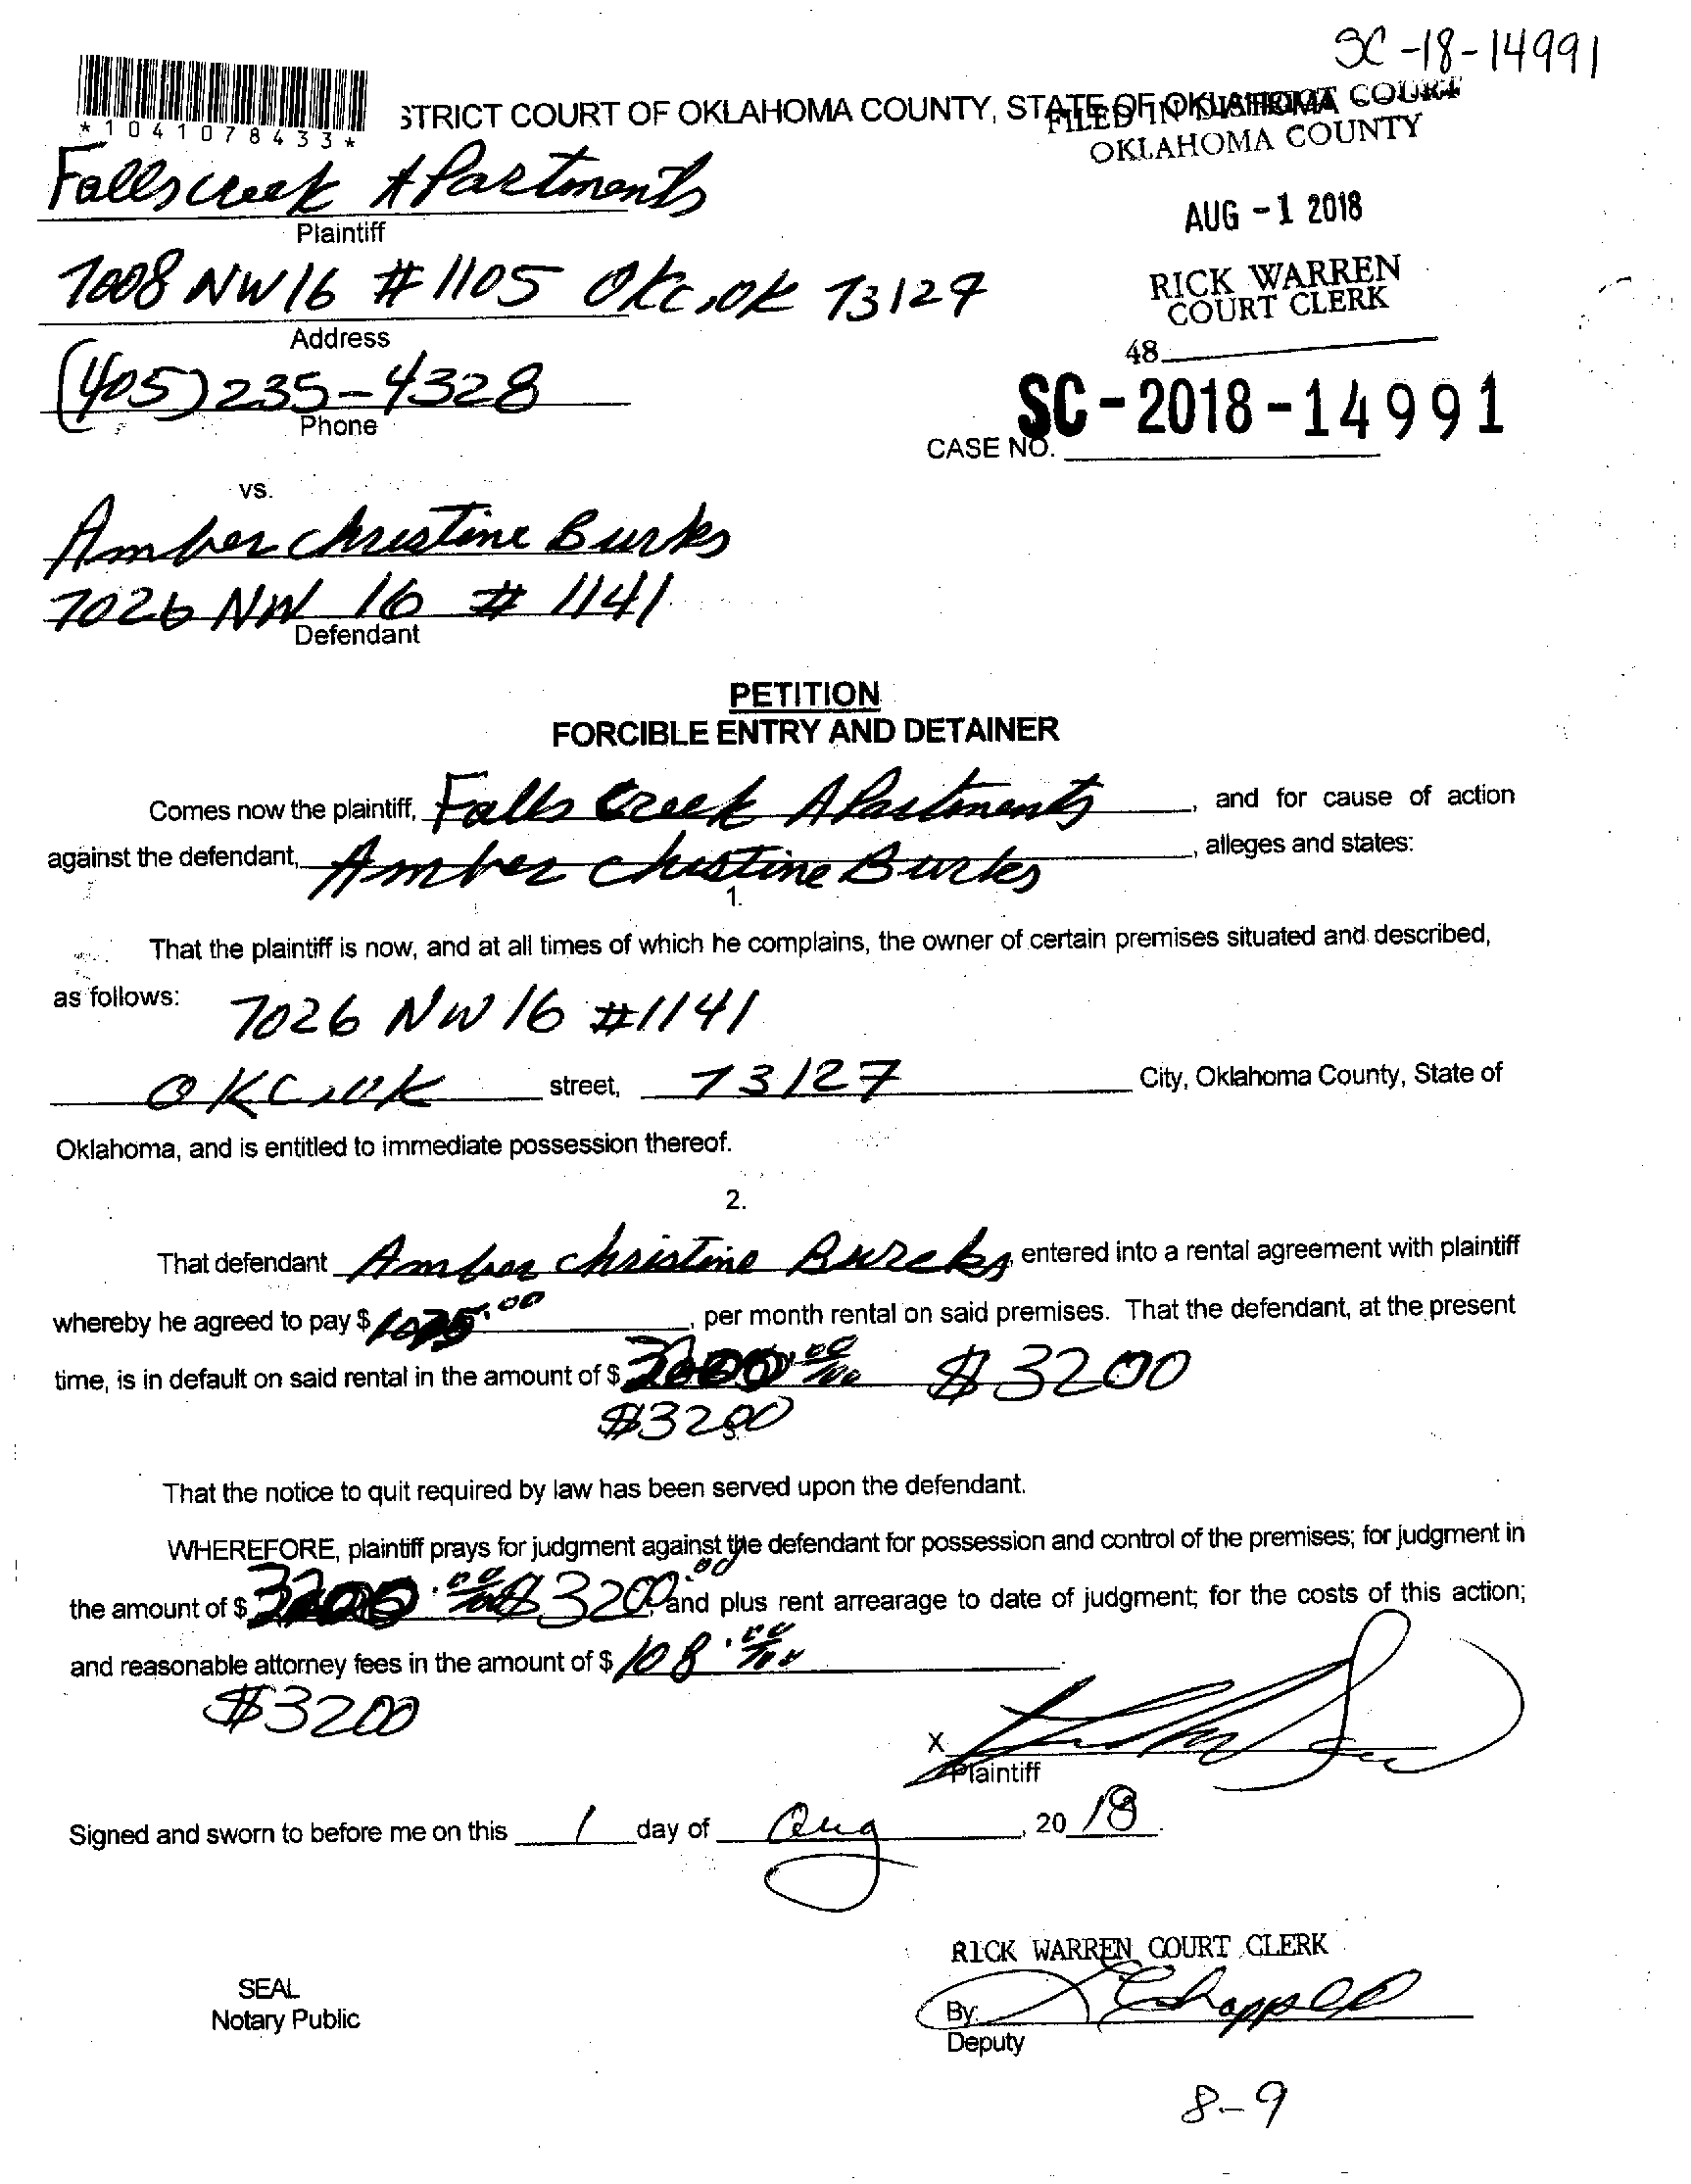 SC-18-14991
*1041078433*
STRICT COURT OF OKLAHOMA COUNTY, STATE OF OKLAHOMA
FILED IN DISTRICT COURT
OKLAHOMA COUNTY
Fallscreek Apartments
Plaintiff
AUG -1 2018
7008 NW 16 #1105 OKC, OK 73127
Address
RICK WARREN
COURT CLERK
48
(405) 235-4328
Phone
SC-2018-14991
CASE NO.
vs.
Amber Christine Burks
7026 NW 16 # 1141
Defendant
PETITION
FORCIBLE ENTRY AND DETAINER
Comes now the plaintiff, Falls Creek Apartments, and for cause of action
against the defendant, Amber Christine Burks, alleges and states:
1.
That the plaintiff is now, and at all times of which he complains, the owner of certain premises situated and described,
as follows: 7026 NW 16 #1141
OKC, OK street, 73127 City, Oklahoma County, State of
Oklahoma, and is entitled to immediate possession thereof.
2.
That defendant Amber Christine Burcks, entered into a rental agreement with plaintiff
whereby he agreed to pay $ .00, per month rental on said premises. That the defendant, at the present
time, is in default on said rental in the amount of $ $3200
$3200
3.
That the notice to quit required by law has been served upon the defendant.
WHEREFORE, plaintiff prays for judgment against the defendant for possession and control of the premises; for judgment in
the amount of $ $3200.00, and plus rent arrearage to date of judgment; for the costs of this action;
and reasonable attorney fees in the amount of $ 108.00/100
$3200
X
Plaintiff
Signed and sworn to before me on this 1 day of Aug, 2018.
RICK WARREN COURT CLERK
SEAL
Notary Public
By:
Deputy
8-9